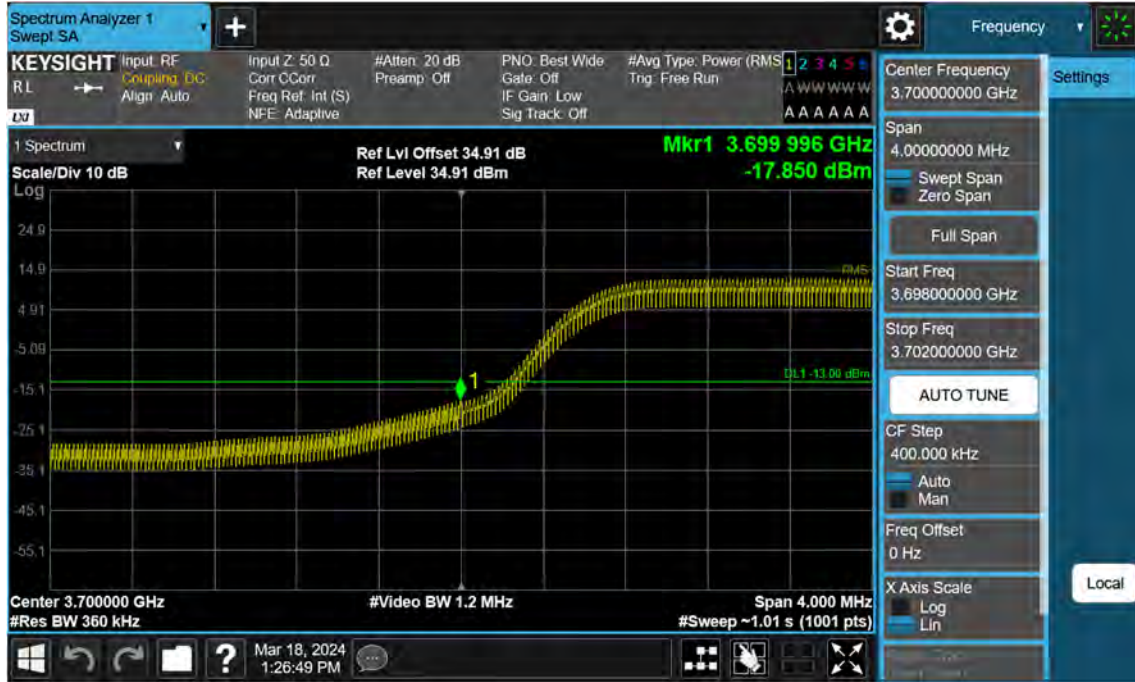 Spectrum Analyzer 1
Swept SA
+
Frequency
KEYSIGHT
RL
LXI
Input: RF
Coupling: DC
Align: Auto
Input Z: 50 Ω
Corr CCorr
Freq Ref: Int (S)
NFE: Adaptive
#Atten: 20 dB
Preamp: Off
PNO: Best Wide
Gate: Off
IF Gain: Low
Sig Track: Off
#Avg Type: Power (RMS
Trig: Free Run
1 2 3 4 5 6
A W W W W W
A A A A A A
1 Spectrum
Scale/Div 10 dB
Log
Ref Lvl Offset 34.91 dB
Ref Level 34.91 dBm
Mkr1 3.699 996 GHz
-17.850 dBm
24.9
14.9
4.91
-5.09
-15.1
-25.1
-35.1
-45.1
-55.1
RMS
DL1 -13.00 dBm
1
Center 3.700000 GHz
#Res BW 360 kHz
#Video BW 1.2 MHz
Span 4.000 MHz
#Sweep ~1.01 s (1001 pts)
Center Frequency
3.700000000 GHz
Span
4.00000000 MHz
Swept Span
Zero Span
Full Span
Start Freq
3.698000000 GHz
Stop Freq
3.702000000 GHz
AUTO TUNE
CF Step
400.000 kHz
Auto
Man
Freq Offset
0 Hz
X Axis Scale
Log
Lin
Settings
Local
?
Mar 18, 2024
1:26:49 PM